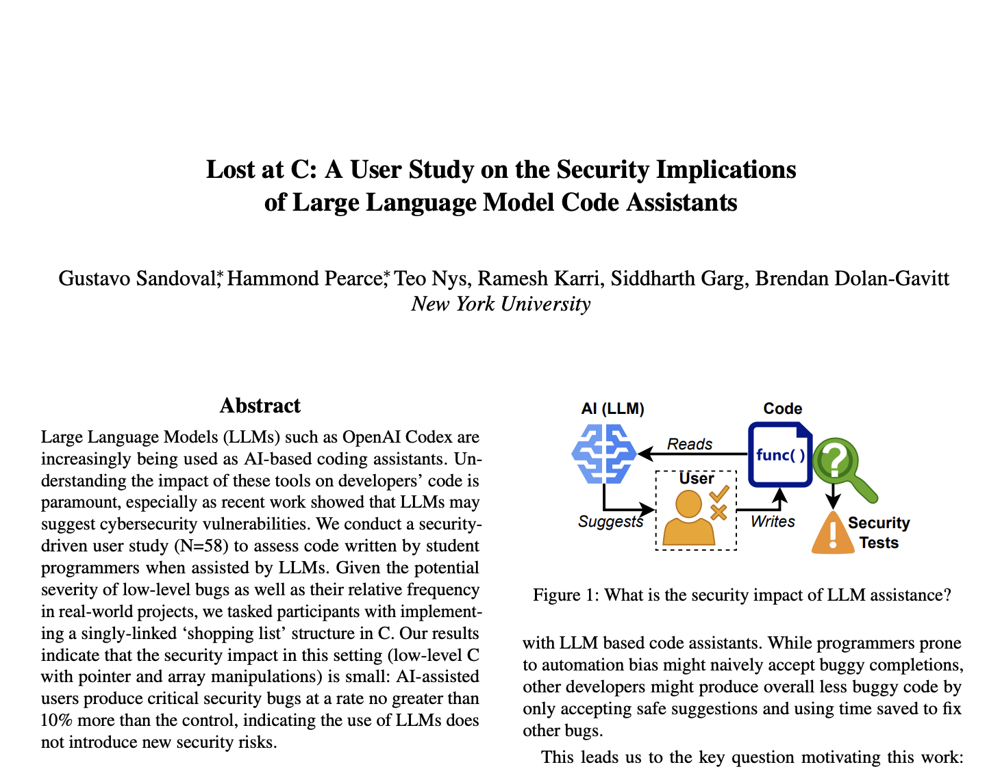 Lost at C: A User Study on the Security Implications
of Large Language Model Code Assistants
Gustavo Sandoval,* Hammond Pearce,* Teo Nys, Ramesh Karri, Siddharth Garg, Brendan Dolan-Gavitt
New York University
Abstract
Large Language Models (LLMs) such as OpenAI Codex are
increasingly being used as AI-based coding assistants. Un-
derstanding the impact of these tools on developers’ code is
paramount, especially as recent work showed that LLMs may
suggest cybersecurity vulnerabilities. We conduct a security-
driven user study (N=58) to assess code written by student
programmers when assisted by LLMs. Given the potential
severity of low-level bugs as well as their relative frequency
in real-world projects, we tasked participants with implement-
ing a singly-linked ‘shopping list’ structure in C. Our results
indicate that the security impact in this setting (low-level C
with pointer and array manipulations) is small: AI-assisted
users produce critical security bugs at a rate no greater than
10% more than the control, indicating the use of LLMs does
not introduce new security risks.
AI (LLM)
Code
Reads
func( )
?
User
Suggests
Writes
!
Security
Tests
Figure 1: What is the security impact of LLM assistance?
with LLM based code assistants. While programmers prone
to automation bias might naively accept buggy completions,
other developers might produce overall less buggy code by
only accepting safe suggestions and using time saved to fix
other bugs.
This leads us to the key question motivating this work: